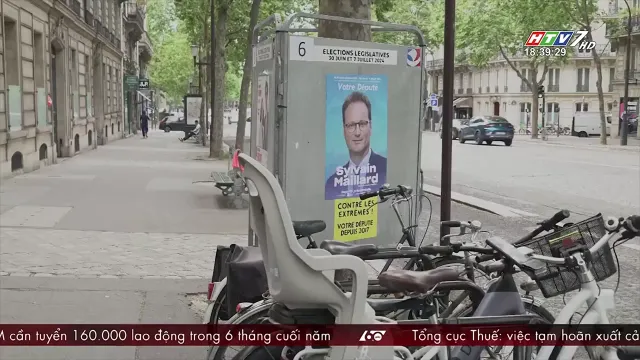 HTV7 HD
18:39:29
6
ELECTIONS LEGISLATIVES
30 JUIN ET 7 JUILLET 2024
Votre Député
Sylvain
Maillard
CONTRE LES
EXTRÊMES !
VOTRE DÉPUTÉ
DEPUIS 2017
M cần tuyển 160.000 lao động trong 6 tháng cuối năm
60
Tổng cục Thuế: việc tạm hoãn xuất cả